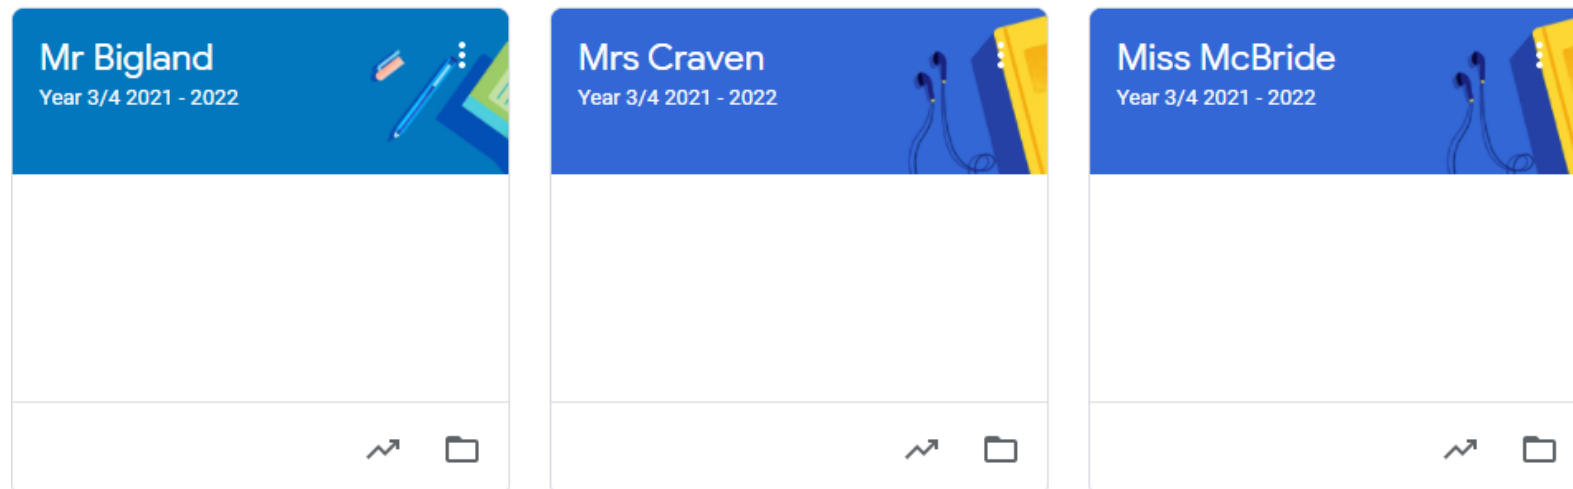 Mr Bigland
Year 3/4 2021 - 2022
Mrs Craven
Year 3/4 2021 - 2022
Miss McBride
Year 3/4 2021 - 2022